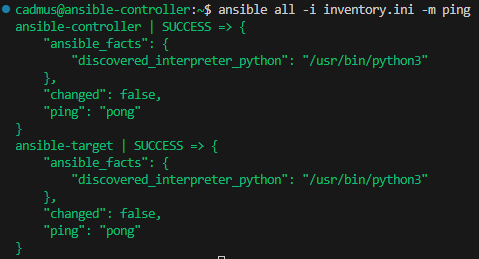 cadmus@ansible-controller:~$ ansible all -i inventory.ini -m ping
ansible-controller | SUCCESS => {
    "ansible_facts": {
        "discovered_interpreter_python": "/usr/bin/python3"
    },
    "changed": false,
    "ping": "pong"
}
ansible-target | SUCCESS => {
    "ansible_facts": {
        "discovered_interpreter_python": "/usr/bin/python3"
    },
    "changed": false,
    "ping": "pong"
}